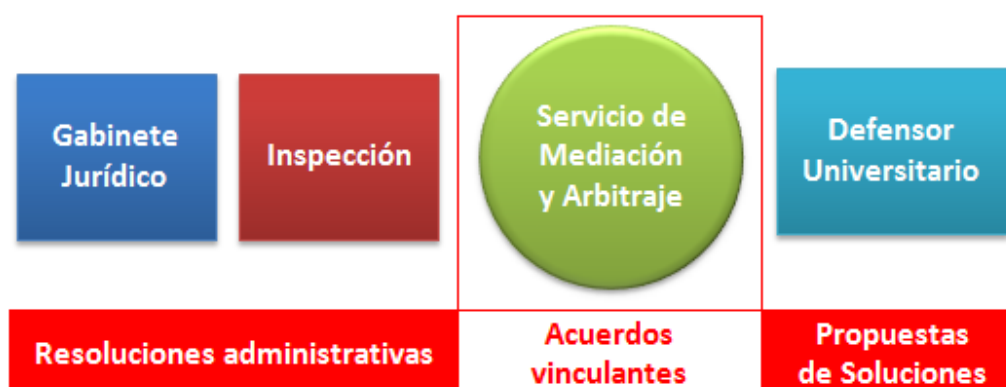 Gabinete
Jurídico
Inspección
Servicio de
Mediación
y Arbitraje
Defensor
Universitario
Resoluciones administrativas
Acuerdos
vinculantes
Propuestas
de Soluciones